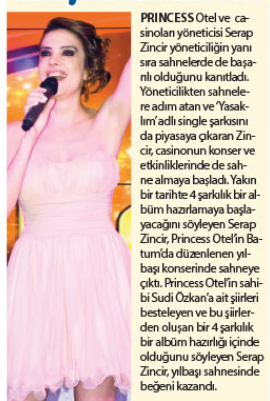 PRINCESS Otel ve ca-
sinoları yöneticisi Serap
Zincir yöneticiliğin yanı
sıra sahnelerde de başa-
rılı olduğunu kanıtladı.
Yöneticilikten sahnele-
re adım atan ve 'Yasak-
lım' adlı single şarkısını
da piyasaya çıkaran Zin-
cir, casinonun konser ve
etkinliklerinde de sah-
ne almaya başladı. Yakın
bir tarihte 4 şarkılık bir al-
büm hazırlamaya başla-
yacağını söyleyen Serap
Zincir, Princess Otel'in Ba-
tum'da düzenlenen yıl-
başı konserinde sahneye
çıktı. Princess Otel'in sahi-
bi Sudi Özkan'a ait şiirleri
besteleyen ve bu şiirler-
den oluşan bir 4 şarkılık
bir albüm hazırlığı içinde
olduğunu söyleyen Serap
Zincir, yılbaşı sahnesinde
beğeni kazandı.